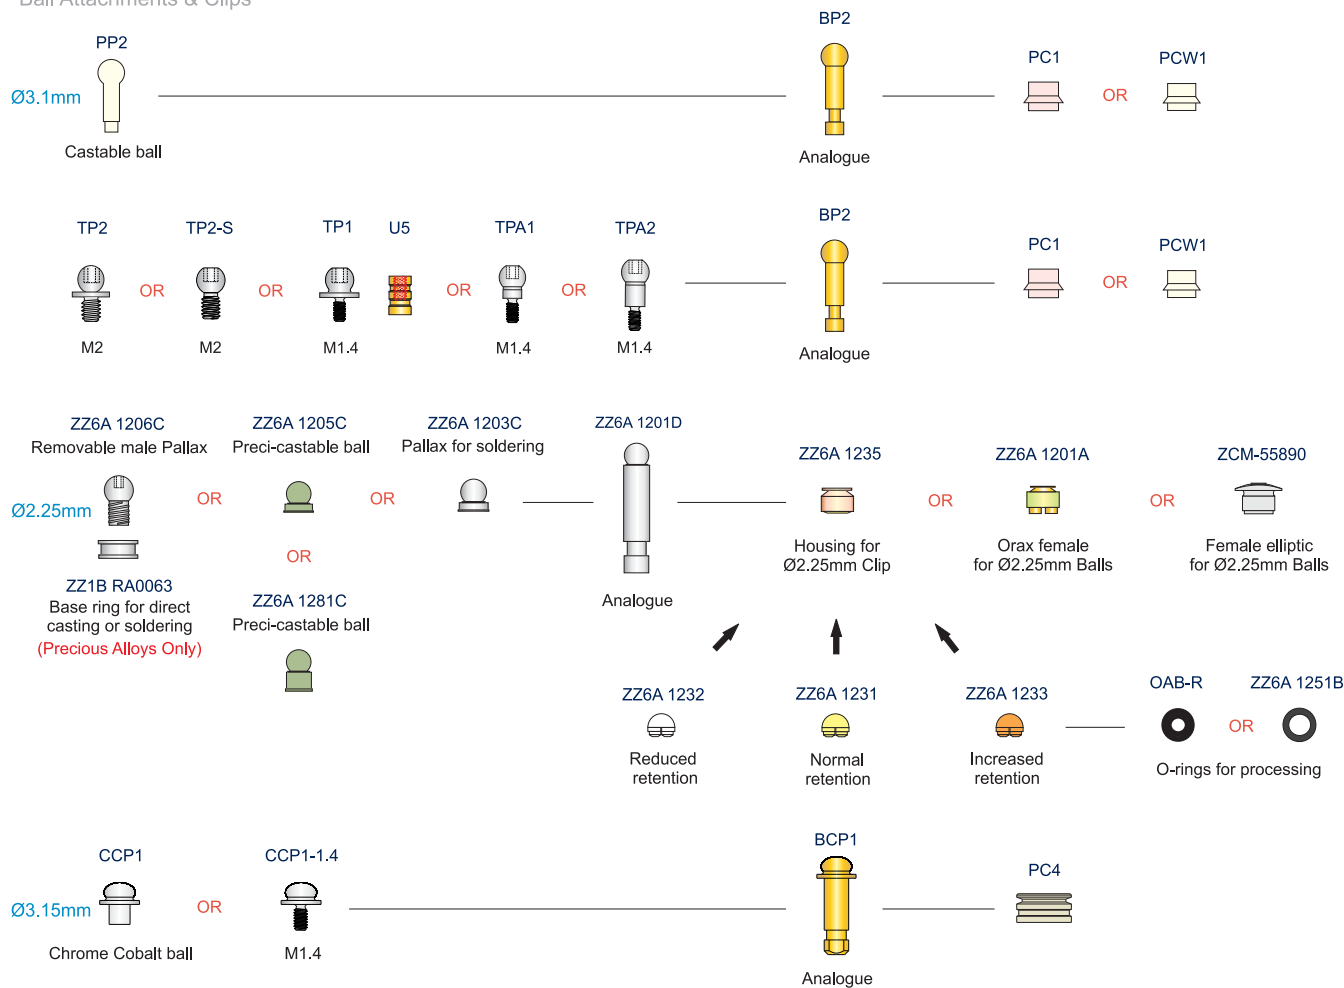 Ball Attachments & Clips
PP2
BP2
PC1
PCW1
Ø3.1mm
OR
Castable ball
Analogue
TP2
TP2-S
TP1
U5
TPA1
TPA2
BP2
PC1
PCW1
OR
OR
OR
OR
OR
M2
M2
M1.4
M1.4
M1.4
Analogue
ZZ6A 1206C
Removable male Pallax
ZZ6A 1205C
Preci-castable ball
ZZ6A 1203C
Pallax for soldering
ZZ6A 1201D
ZZ6A 1235
ZZ6A 1201A
ZCM-55890
Ø2.25mm
OR
OR
OR
OR
OR
Housing for
Ø2.25mm Clip
Orax female
for Ø2.25mm Balls
Female elliptic
for Ø2.25mm Balls
ZZ1B RA0063
Base ring for direct
casting or soldering
(Precious Alloys Only)
ZZ6A 1281C
Preci-castable ball
Analogue
ZZ6A 1232
ZZ6A 1231
ZZ6A 1233
OAB-R
ZZ6A 1251B
OR
Reduced
retention
Normal
retention
Increased
retention
O-rings for processing
CCP1
CCP1-1.4
BCP1
PC4
Ø3.15mm
OR
Chrome Cobalt ball
M1.4
Analogue